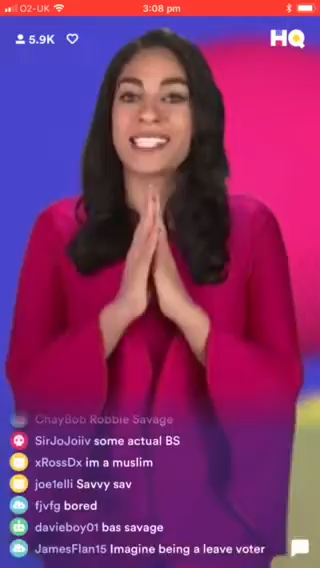 O2-UK 3:08 pm
5.9K HQ
ChayBob Robbie Savage
SirJoJoiiv some actual BS
xRossDx im a muslim
joe1elli Savvy sav
fjvfg bored
davieboy01 bas savage
JamesFlan15 Imagine being a leave voter